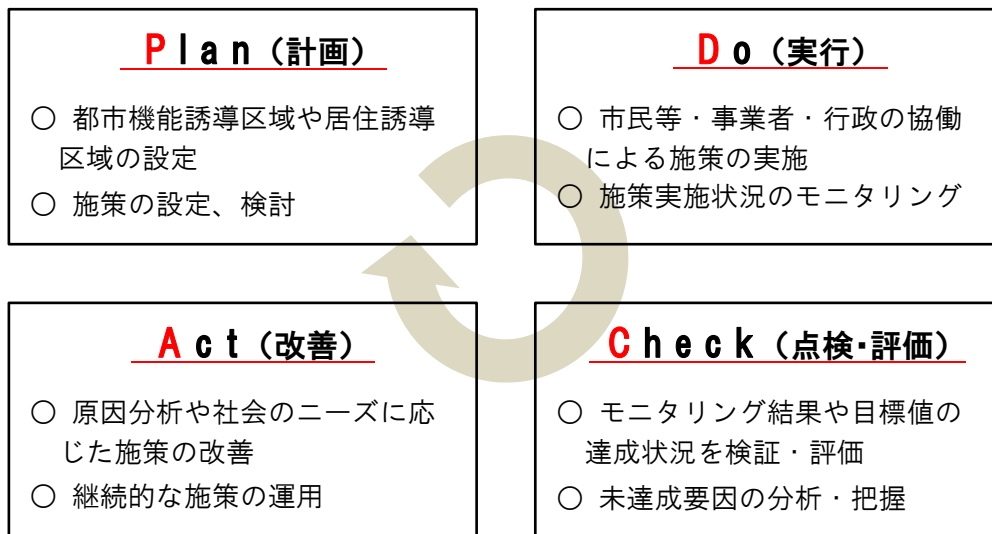 Plan（計画）
○ 都市機能誘導区域や居住誘導
区域の設定
○ 施策の設定、検討
Do（実行）
○ 市民等・事業者・行政の協働
による施策の実施
○ 施策実施状況のモニタリング
Act（改善）
○ 原因分析や社会のニーズに応
じた施策の改善
○ 継続的な施策の運用
Check（点検・評価）
○ モニタリング結果や目標値の
達成状況を検証・評価
○ 未達成要因の分析・把握